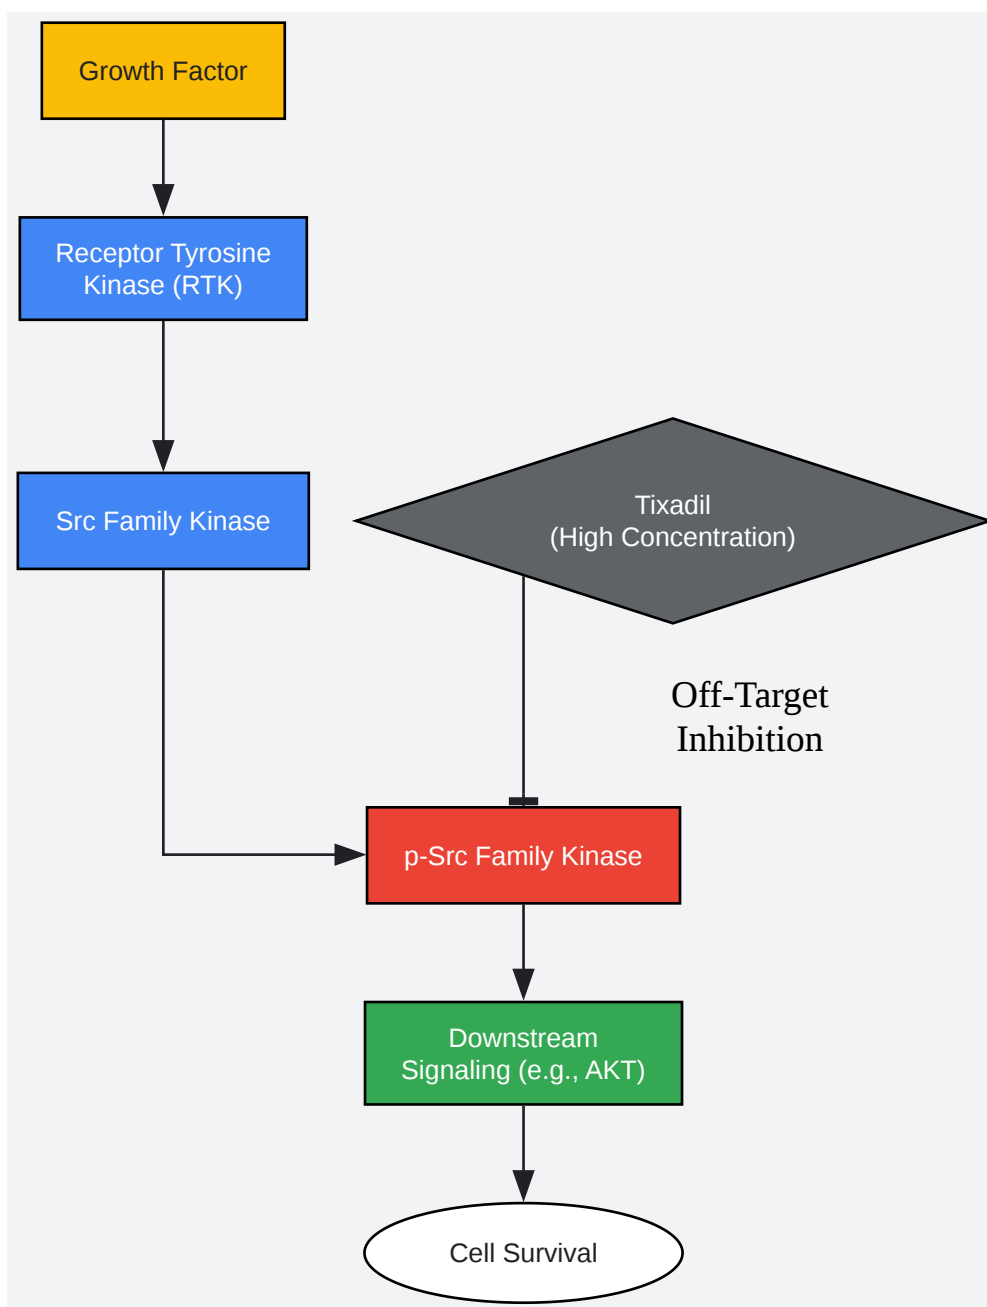 Growth Factor
Receptor Tyrosine
Kinase (RTK)
Src Family Kinase
Tixadil
(High Concentration)
Off-Target
Inhibition
p-Src Family Kinase
Downstream
Signaling (e.g., AKT)
Cell Survival